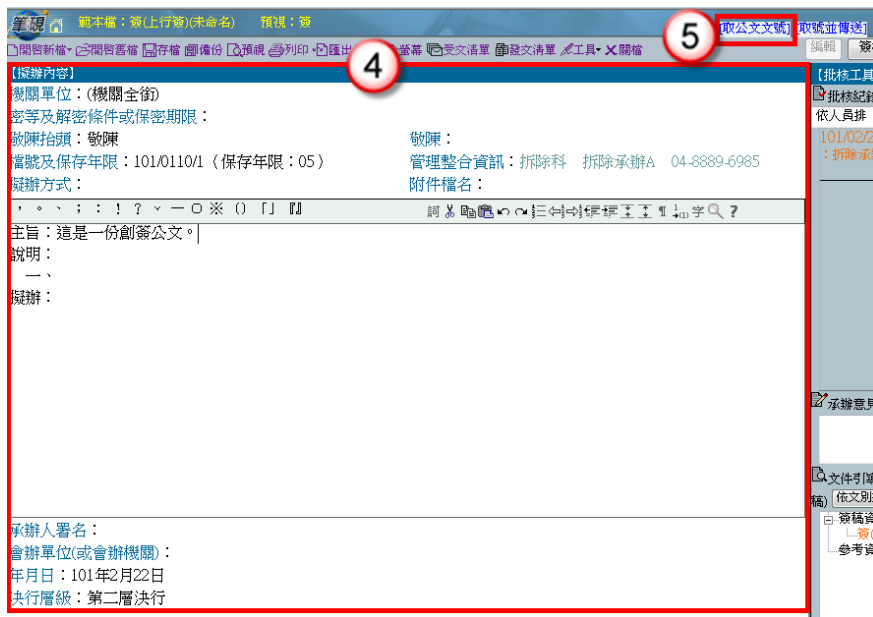 筆硯 範本檔：簽(上行簽)(未命名) 預視：簽
5
[取公文文號] [取號並傳送]
開啟新檔 開啟舊檔 存檔 備份 預視 列印 匯出 螢幕 受文清單 發文清單 工具 關檔
編輯 簽
4
【擬辦內容】
機關單位：(機關全銜)
密等及解密條件或保密期限：
敬陳抬頭：敬陳 敬陳：
檔號及保存年限：101/0110/1（保存年限：05） 管理整合資訊：拆除科 拆除承辦A 04-8889-6985
擬辦方式： 附件檔名：
，。、；：！？ˇ－○※（）「」『』 詞 字 ?
主旨：這是一份創簽公文。
說明：
一、
擬辦：
承辦人署名：
會辦單位(或會辦機關)：
年月日：101年2月22日
決行層級：第二層決行
【批核工具
批核紀錄
依人員排
101/02/2
：拆除承
承辦意見
文件引
稿) 依文別
簽稿資
簽(
參考資